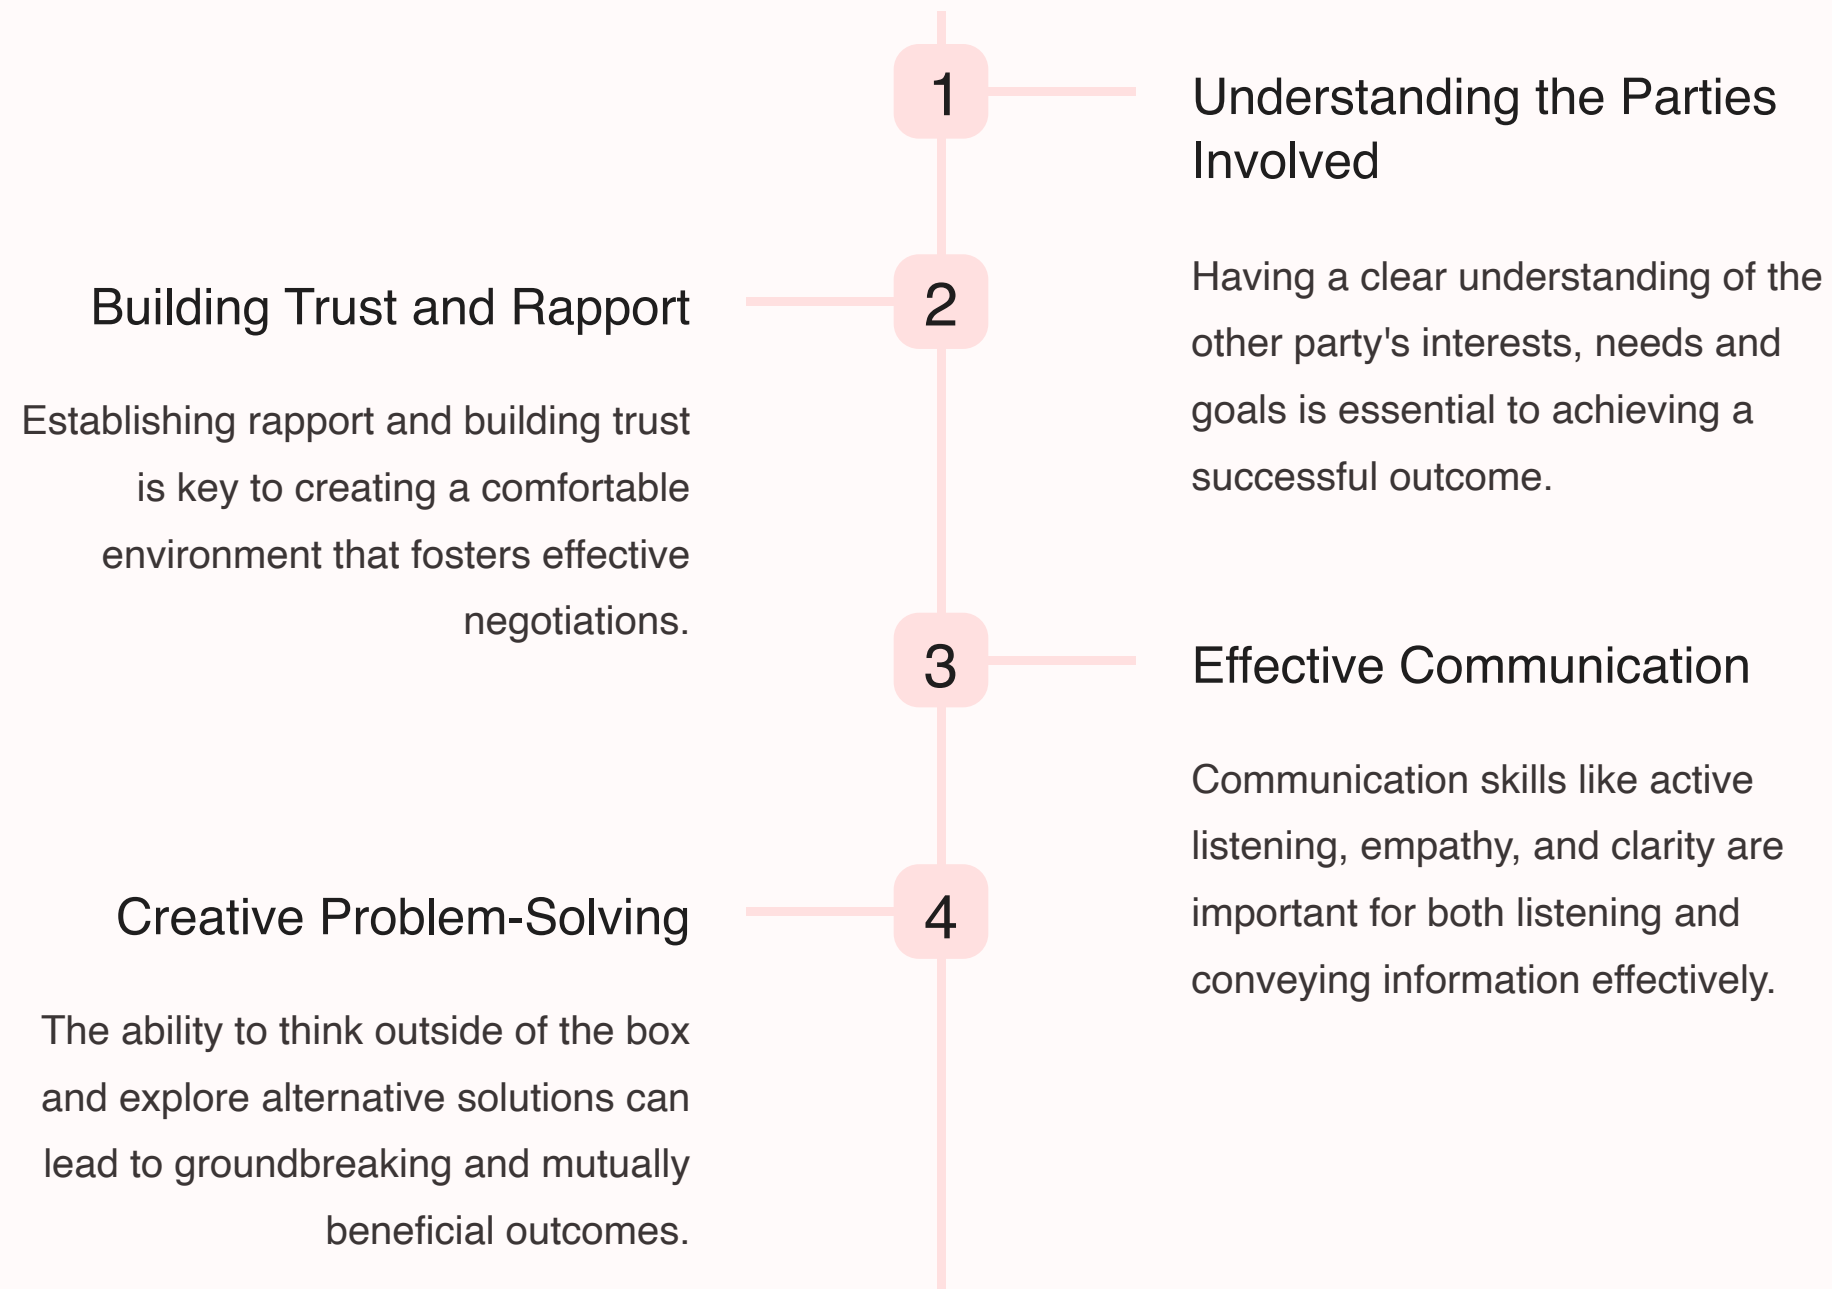 1
Understanding the Parties
Involved
Having a clear understanding of the
other party's interests, needs and
goals is essential to achieving a
successful outcome.
2
Building Trust and Rapport
Establishing rapport and building trust
is key to creating a comfortable
environment that fosters effective
negotiations.
3
Effective Communication
Communication skills like active
listening, empathy, and clarity are
important for both listening and
conveying information effectively.
4
Creative Problem-Solving
The ability to think outside of the box
and explore alternative solutions can
lead to groundbreaking and mutually
beneficial outcomes.